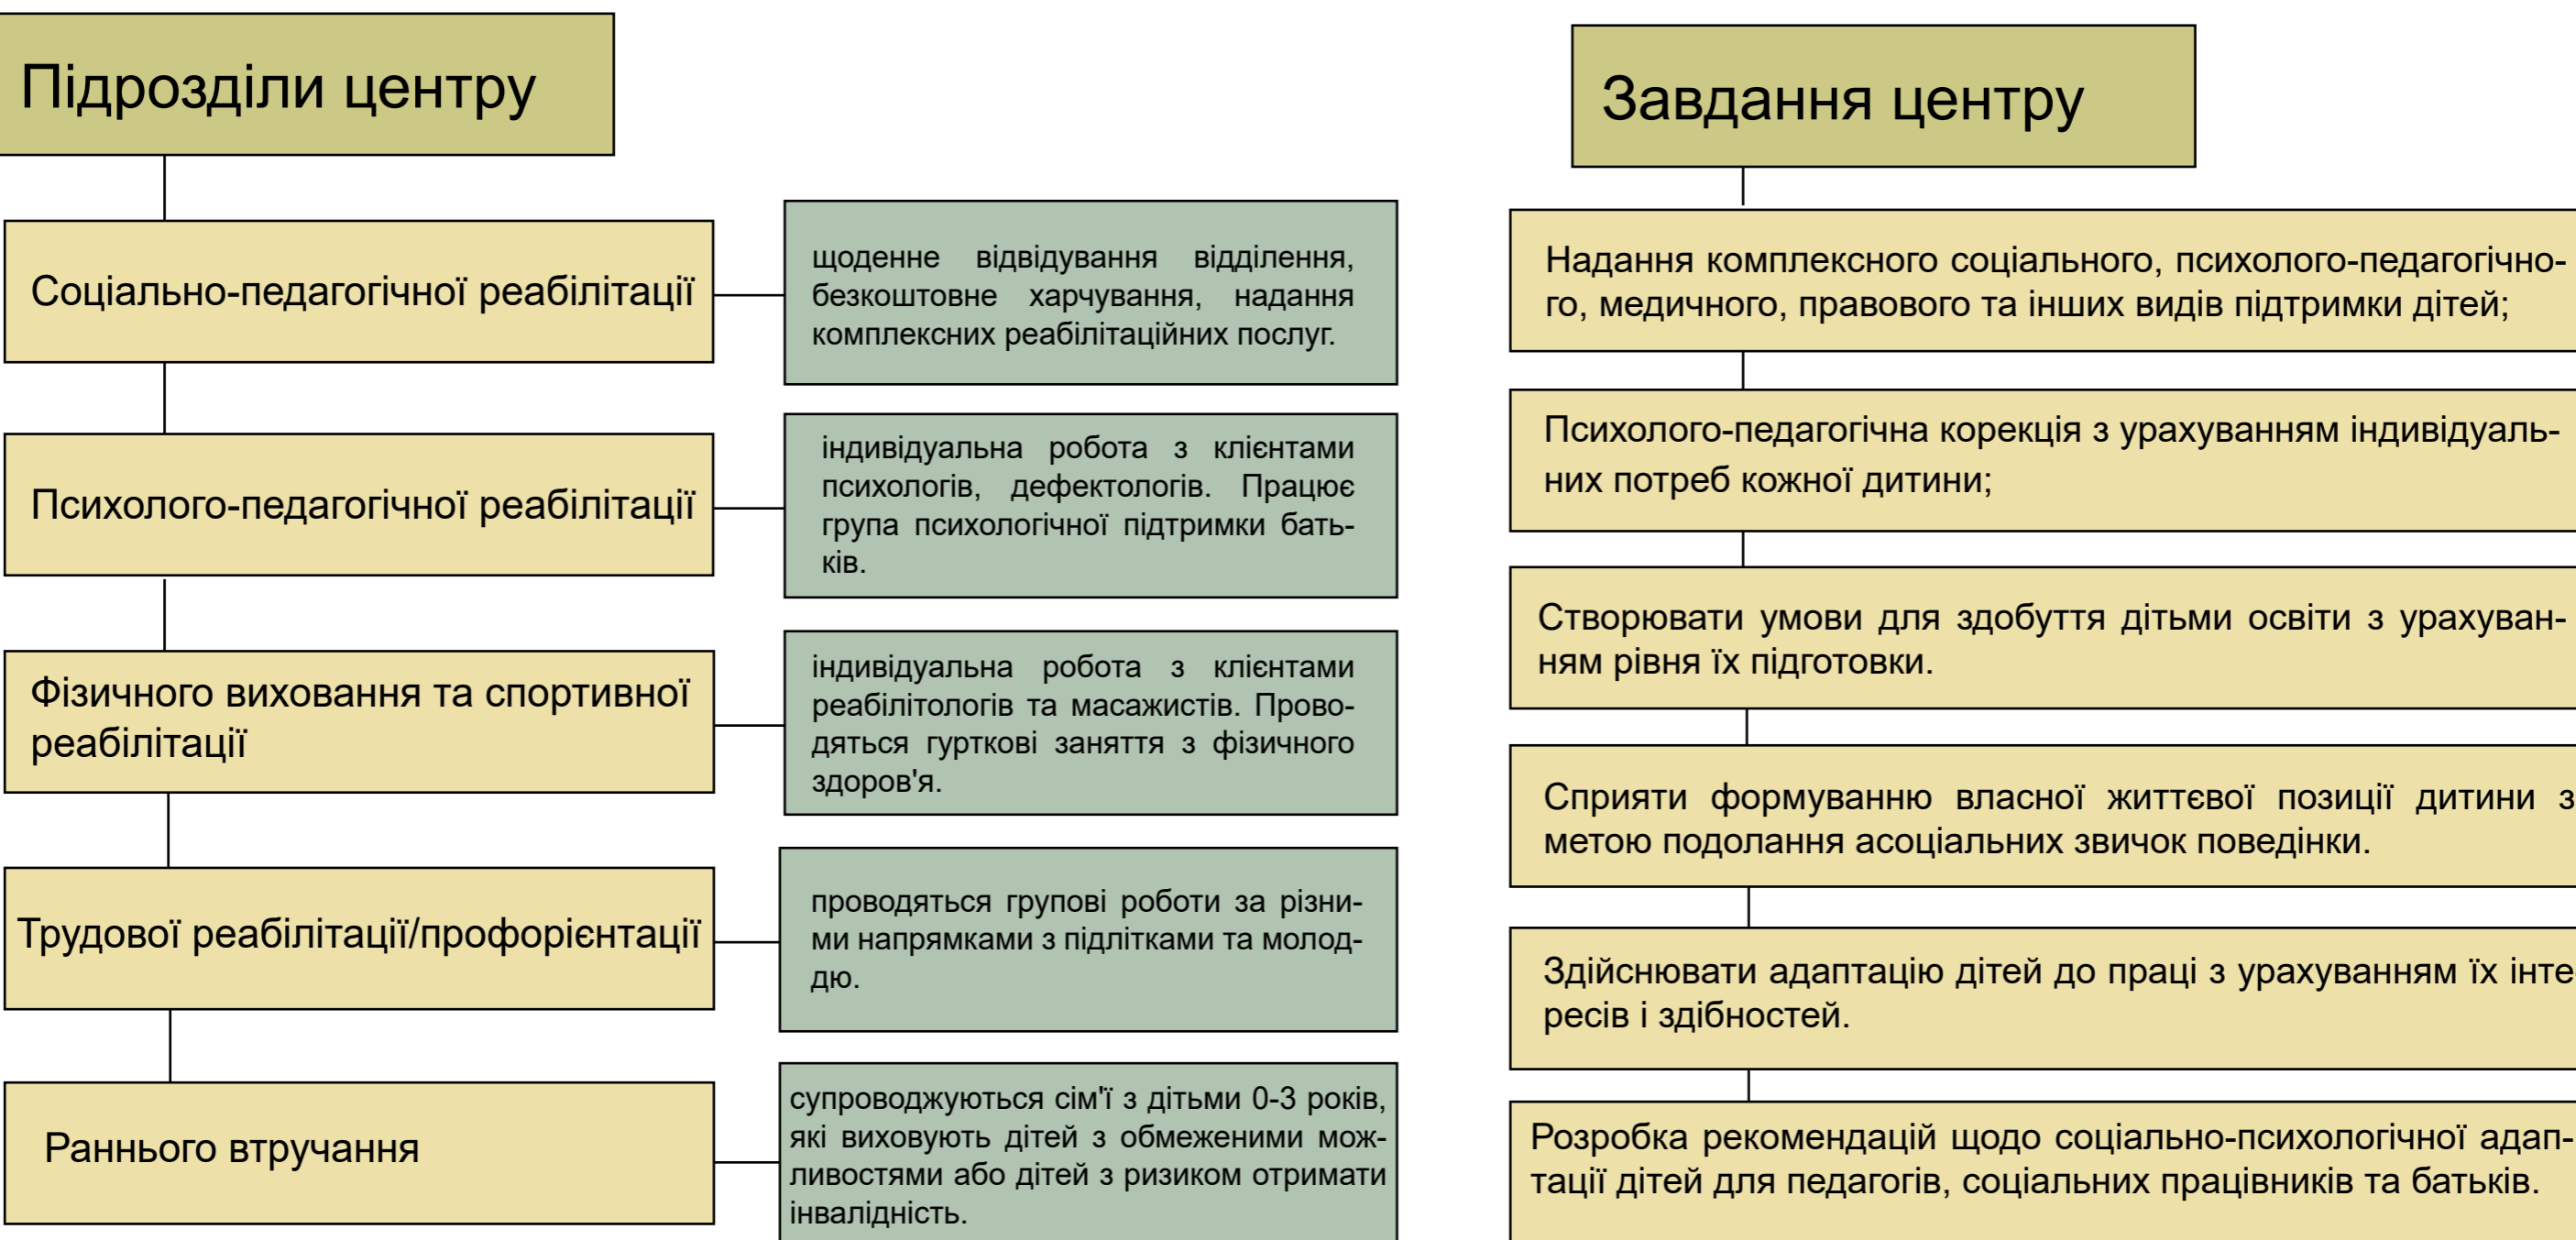 Підрозділи центру
Соціально-педагогічної реабілітації
щоденне відвідування відділення,
безкоштовне харчування, надання
комплексних реабілітаційних послуг.
Психолого-педагогічної реабілітації
індивідуальна робота з клієнтами
психологів, дефектологів. Працює
група психологічної підтримки бать-
ків.
Фізичного виховання та спортивної
реабілітації
індивідуальна робота з клієнтами
реабілітологів та масажистів. Прово-
дяться гурткові заняття з фізичного
здоров'я.
Трудової реабілітації/профорієнтації
проводяться групові роботи за різни-
ми напрямками з підлітками та молод-
дю.
Раннього втручання
супроводжуються сім'ї з дітьми 0-3 років,
які виховують дітей з обмеженими мож-
ливостями або дітей з ризиком отримати
інвалідність.
Завдання центру
Надання комплексного соціального, психолого-педагогічно-
го, медичного, правового та інших видів підтримки дітей;
Психолого-педагогічна корекція з урахуванням індивідуаль-
них потреб кожної дитини;
Створювати умови для здобуття дітьми освіти з урахуван-
ням рівня їх підготовки.
Сприяти формуванню власної життєвої позиції дитини з
метою подолання асоціальних звичок поведінки.
Здійснювати адаптацію дітей до праці з урахуванням їх інте
ресів і здібностей.
Розробка рекомендацій щодо соціально-психологічної адап-
тації дітей для педагогів, соціальних працівників та батьків.